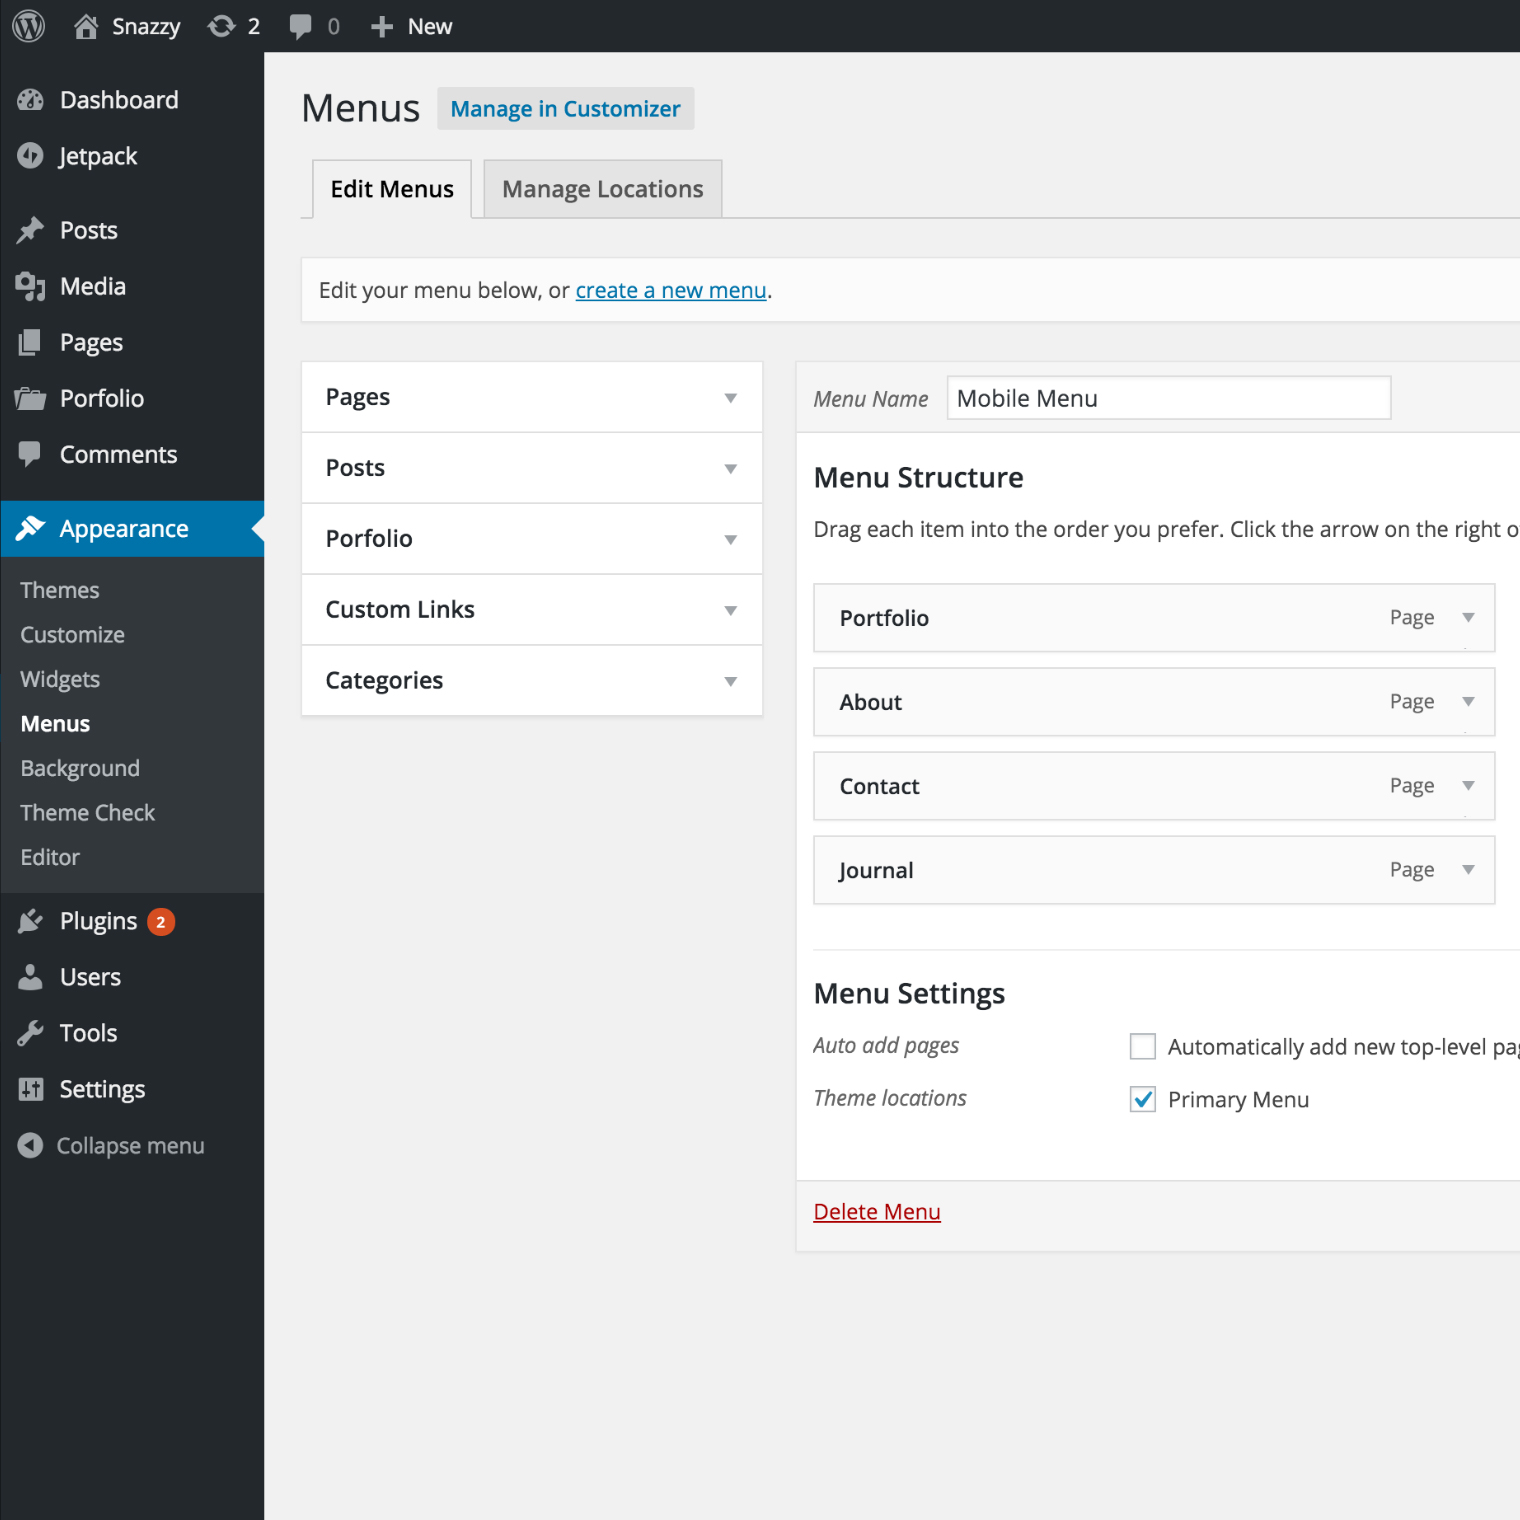 Snazzy 2 0 New
Dashboard
Jetpack
Posts
Media
Pages
Porfolio
Comments
Appearance
Themes
Customize
Widgets
Menus
Background
Theme Check
Editor
Plugins 2
Users
Tools
Settings
Collapse menu
Menus Manage in Customizer
Edit Menus Manage Locations
Edit your menu below, or create a new menu.
Pages
Posts
Porfolio
Custom Links
Categories
Menu Name Mobile Menu
Menu Structure
Drag each item into the order you prefer. Click the arrow on the right
Portfolio Page
About Page
Contact Page
Journal Page
Menu Settings
Auto add pages Automatically add new top-level
Theme locations Primary Menu
Delete Menu